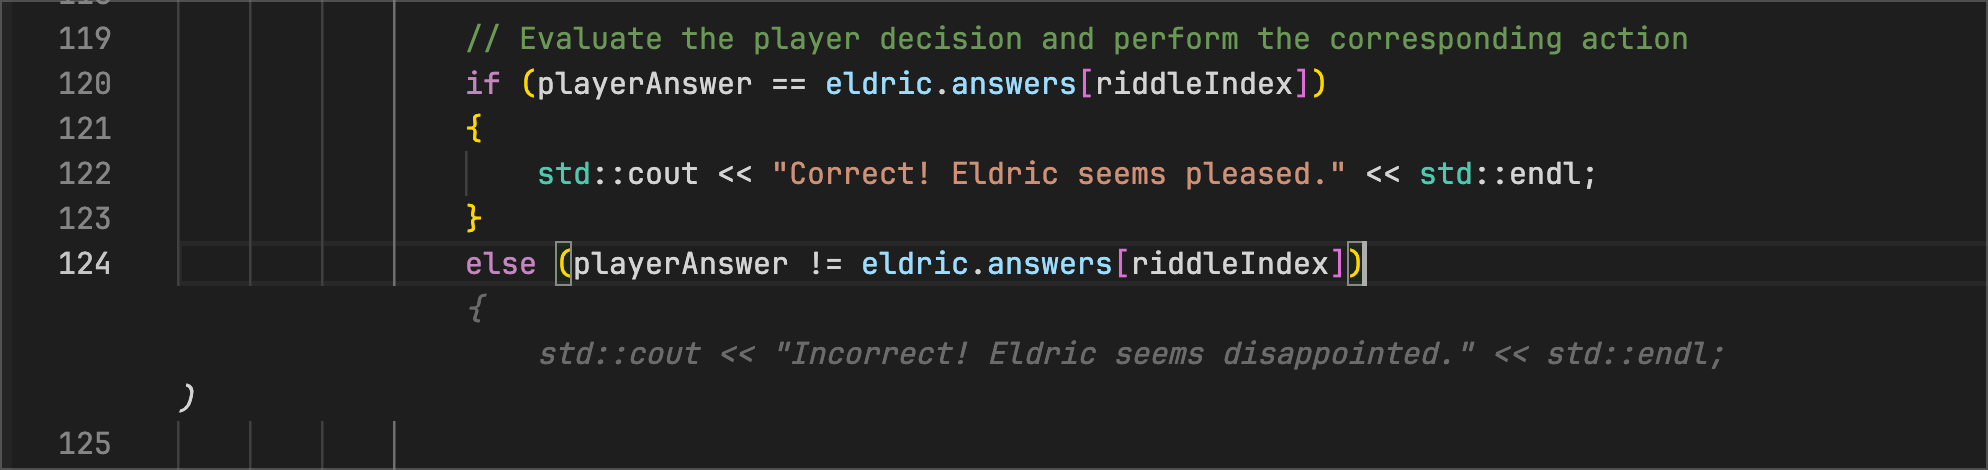 119 // Evaluate the player decision and perform the corresponding action
120 if (playerAnswer == eldric.answers[riddleIndex])
121 {
122 std::cout << "Correct! Eldric seems pleased." << std::endl;
123 }
124 else (playerAnswer != eldric.answers[riddleIndex])
{
std::cout << "Incorrect! Eldric seems disappointed." << std::endl;
)
125